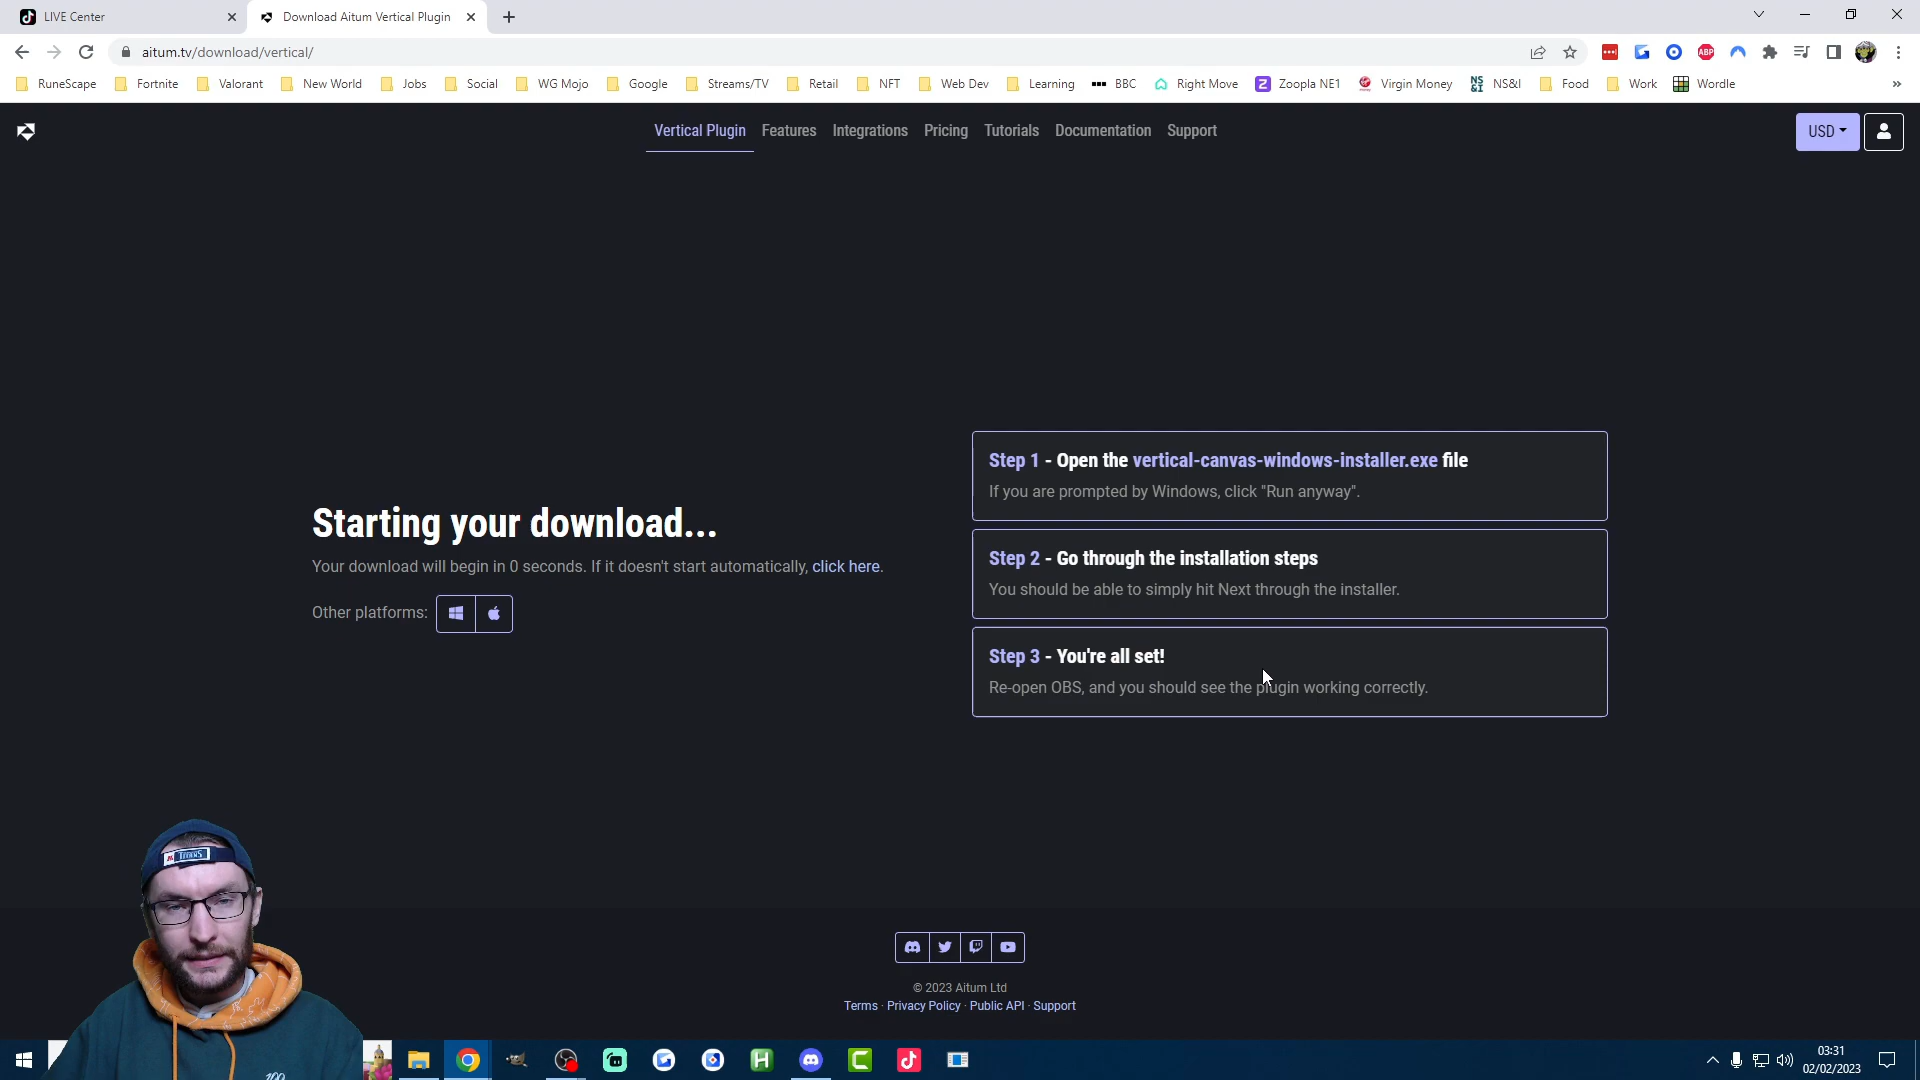 LIVE Center
Download Aitum Vertical Plugin
aitum.tv/download/vertical/
ABP
RuneScape
Fortnite
Valorant
New World
Jobs
Social
WG Mojo
Google
Streams/TV
Retail
NFT
Web Dev
Learning
BBC
Right Move
Zoopla NE1
Virgin Money
NS&I
NS&I
Food
Work
Wordle
Vertical Plugin
Features
Integrations
Pricing
Tutorials
Documentation
Support
USD
Starting your download...
Your download will begin in 0 seconds. If it doesn't start automatically, click here.
Other platforms:
Step 1 - Open the vertical-canvas-windows-installer.exe file
If you are prompted by Windows, click "Run anyway".
Step 2 - Go through the installation steps
You should be able to simply hit Next through the installer.
Step 3 - You're all set!
Re-open OBS, and you should see the plugin working correctly.
© 2023 Aitum Ltd
Terms · Privacy Policy · Public API · Support
03:31
02/02/2023